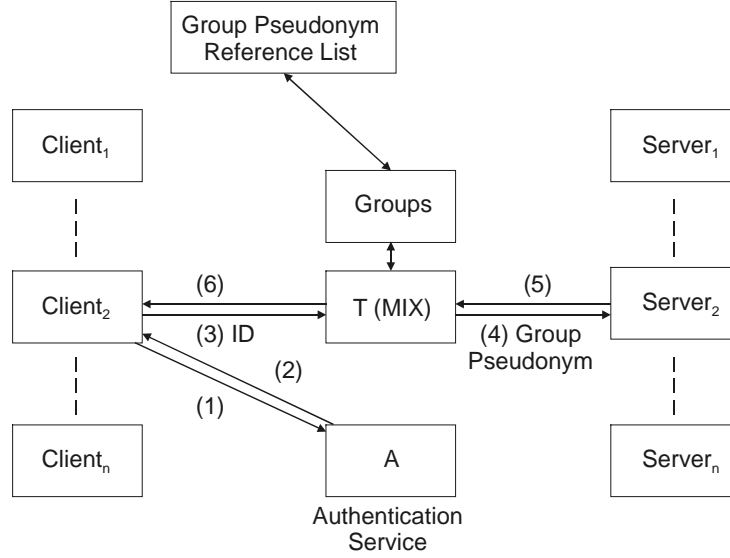 Group Pseudonym
Reference List
Client₁
Server₁
Groups
Client₂
(6)
(3) ID
T (MIX)
(5)
(4) Group
Pseudonym
Server₂
(2)
(1)
Clientₙ
A
Serverₙ
Authentication
Service